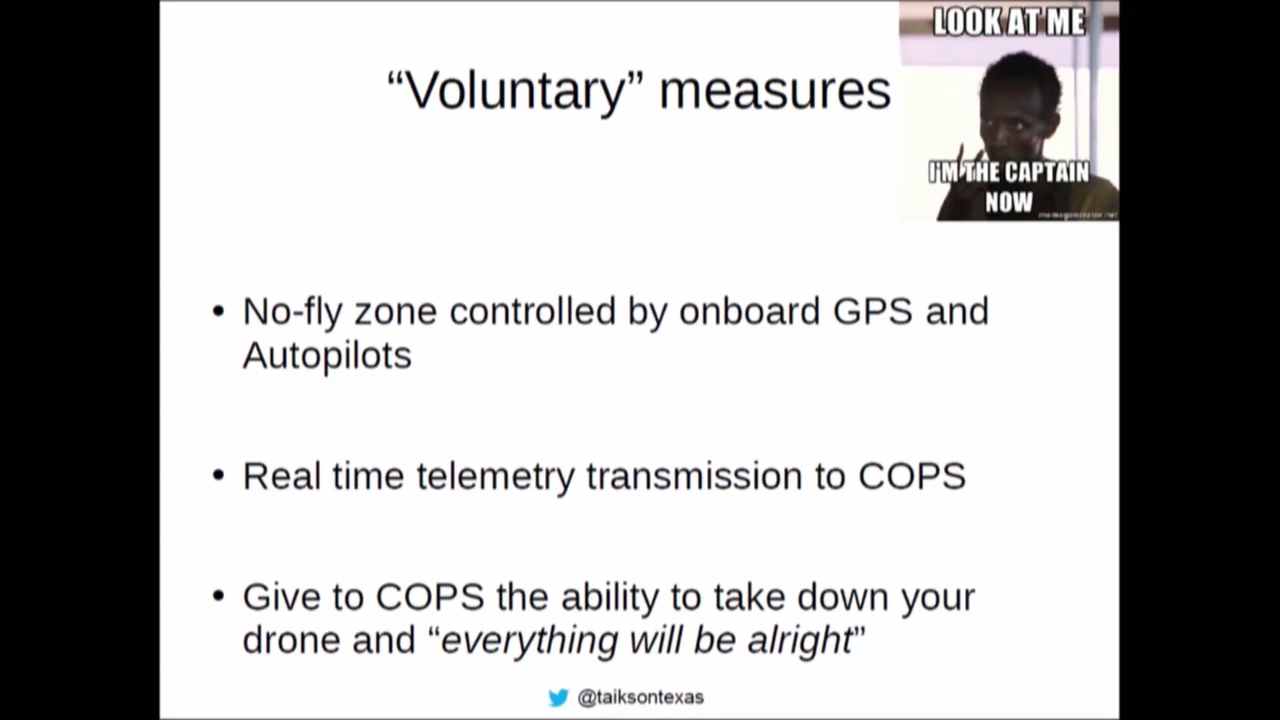 LOOK AT ME
“Voluntary” measures
I'M THE CAPTAIN
NOW
memegenerator.net
• No-fly zone controlled by onboard GPS and
Autopilots
• Real time telemetry transmission to COPS
• Give to COPS the ability to take down your
drone and “everything will be alright”
@taiksontexas